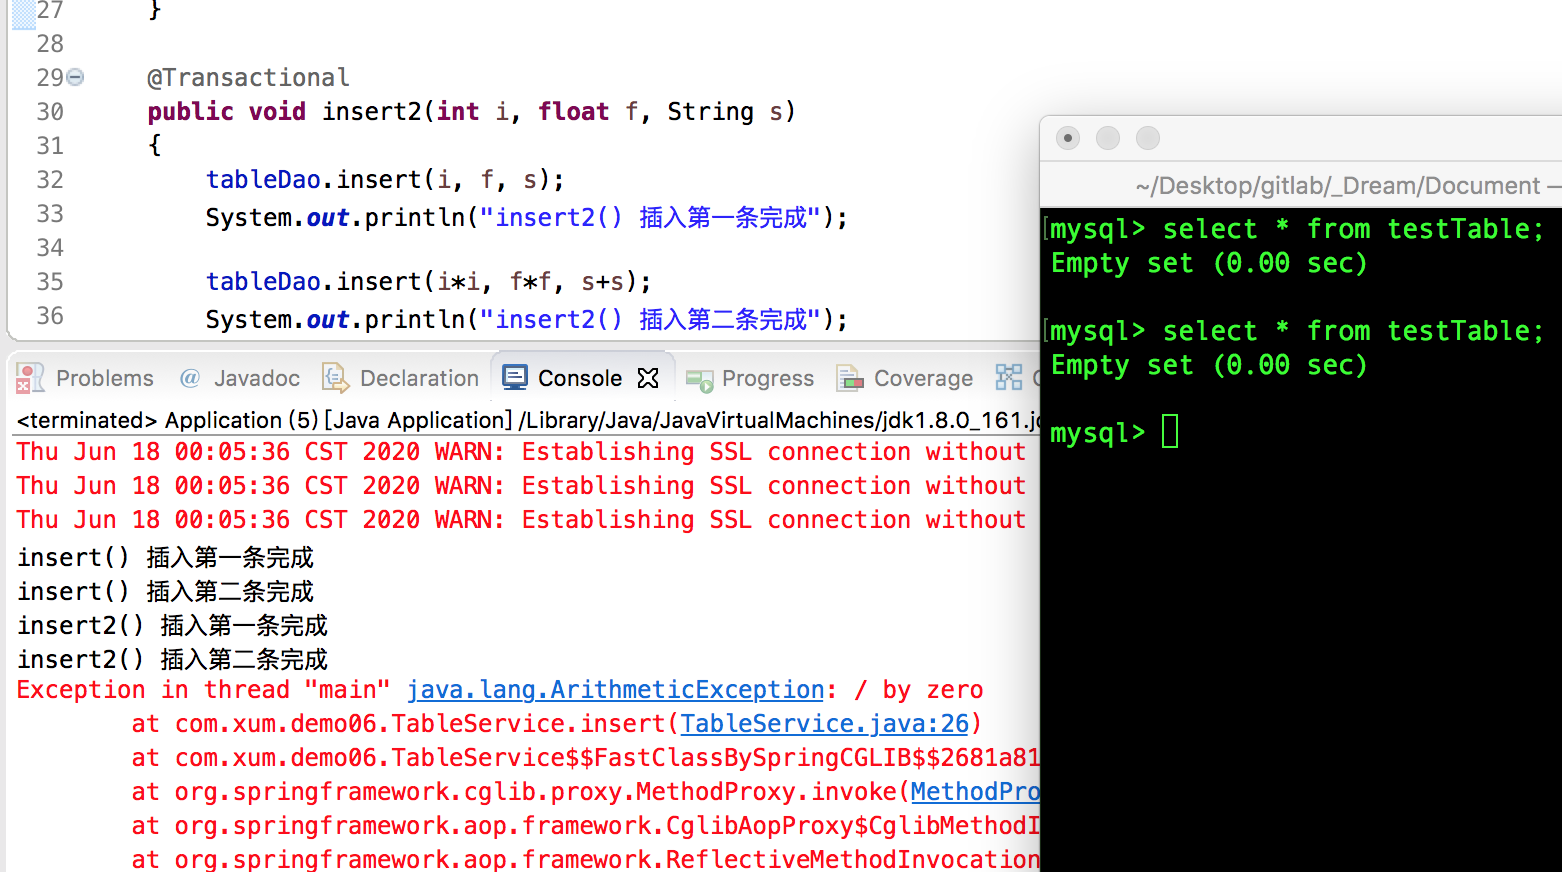 27 }
28
29 @Transactional
30 public void insert2(int i, float f, String s)
31 {
32 tableDao.insert(i, f, s);
33 System.out.println("insert2() 插入第一条完成");
34
35 tableDao.insert(i*i, f*f, s+s);
36 System.out.println("insert2() 插入第二条完成");
Problems @ Javadoc Declaration Console Progress Coverage
<terminated> Application (5) [Java Application] /Library/Java/JavaVirtualMachines/jdk1.8.0_161.j
Thu Jun 18 00:05:36 CST 2020 WARN: Establishing SSL connection without
Thu Jun 18 00:05:36 CST 2020 WARN: Establishing SSL connection without
Thu Jun 18 00:05:36 CST 2020 WARN: Establishing SSL connection without
insert() 插入第一条完成
insert() 插入第二条完成
insert2() 插入第一条完成
insert2() 插入第二条完成
Exception in thread "main" java.lang.ArithmeticException: / by zero
at com.xum.demo06.TableService.insert(TableService.java:26)
at com.xum.demo06.TableService$$FastClassBySpringCGLIB$$2681a81
at org.springframework.cglib.proxy.MethodProxy.invoke(MethodPro
at org.springframework.aop.framework.CglibAopProxy$CglibMethodI
at org.springframework.aop.framework.ReflectiveMethodInvocation
~/Desktop/gitlab/_Dream/Document —
mysql> select * from testTable;
Empty set (0.00 sec)
mysql> select * from testTable;
Empty set (0.00 sec)
mysql>